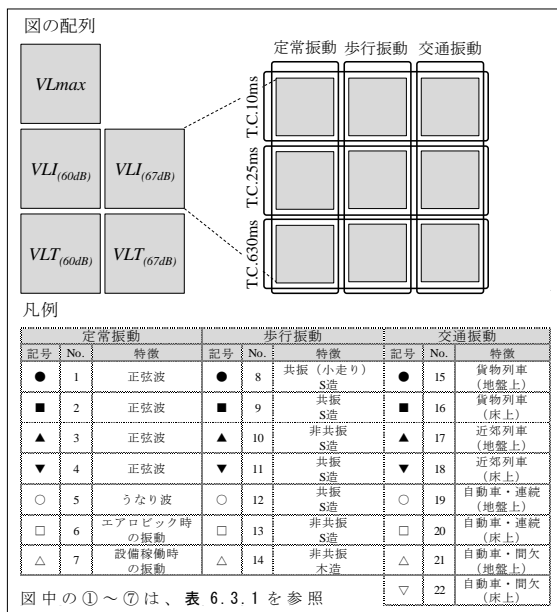 図の配列
定常振動 歩行振動 交通振動
VLmax
VLI(60dB) VLI(67dB)
VLT(60dB) VLT(67dB)
T.C.10ms
T.C.25ms
T.C.630ms
凡例
定常振動 歩行振動 交通振動
記号 No. 特徴 記号 No. 特徴 記号 No. 特徴
● 1 正弦波 ● 8 共振（小走り） S造 ● 15 貨物列車 （地盤上）
■ 2 正弦波 ■ 9 共振 S造 ■ 16 貨物列車 （床上）
▲ 3 正弦波 ▲ 10 非共振 S造 ▲ 17 近郊列車 （地盤上）
▼ 4 正弦波 ▼ 11 共振 S造 ▼ 18 近郊列車 （床上）
○ 5 うなり波 ○ 12 共振 S造 ○ 19 自動車・連続 （地盤上）
□ 6 エアロビック時 の振動 □ 13 非共振 S造 □ 20 自動車・連続 （床上）
△ 7 設備稼働時 の振動 △ 14 非共振 木造 △ 21 自動車・間欠 （地盤上）
▽ 22 自動車・間欠 （床上）
図中の①～⑦は、表 6.3.1 を参照